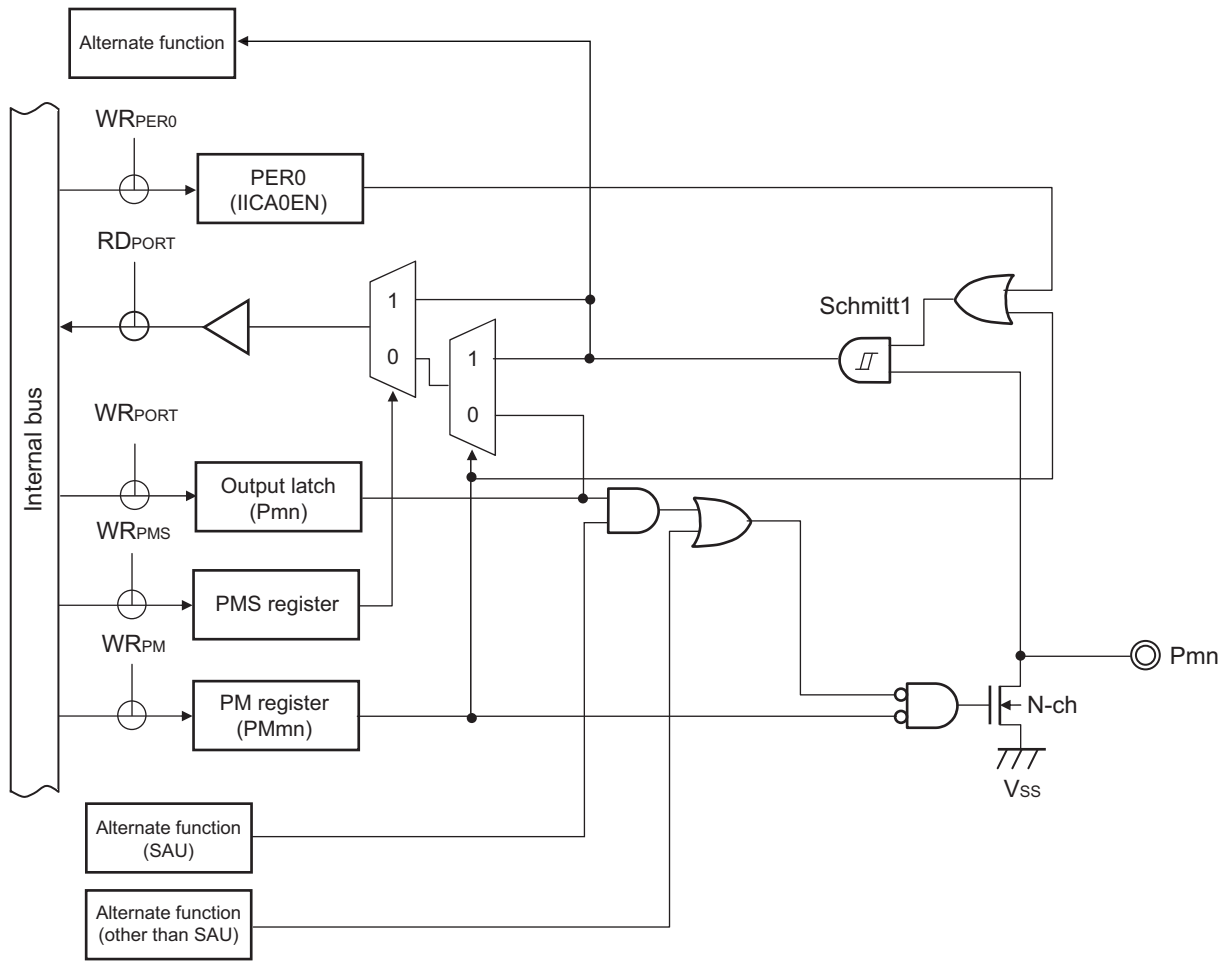 Alternate function
WRPER0
PER0
(IICA0EN)
RDPORT
1
0
1
0
Schmitt1
Internal bus
WRPORT
Output latch
(Pmn)
WRPMS
PMS register
WRPM
PM register
(PMmn)
Pmn
N-ch
VSS
Alternate function
(SAU)
Alternate function
(other than SAU)